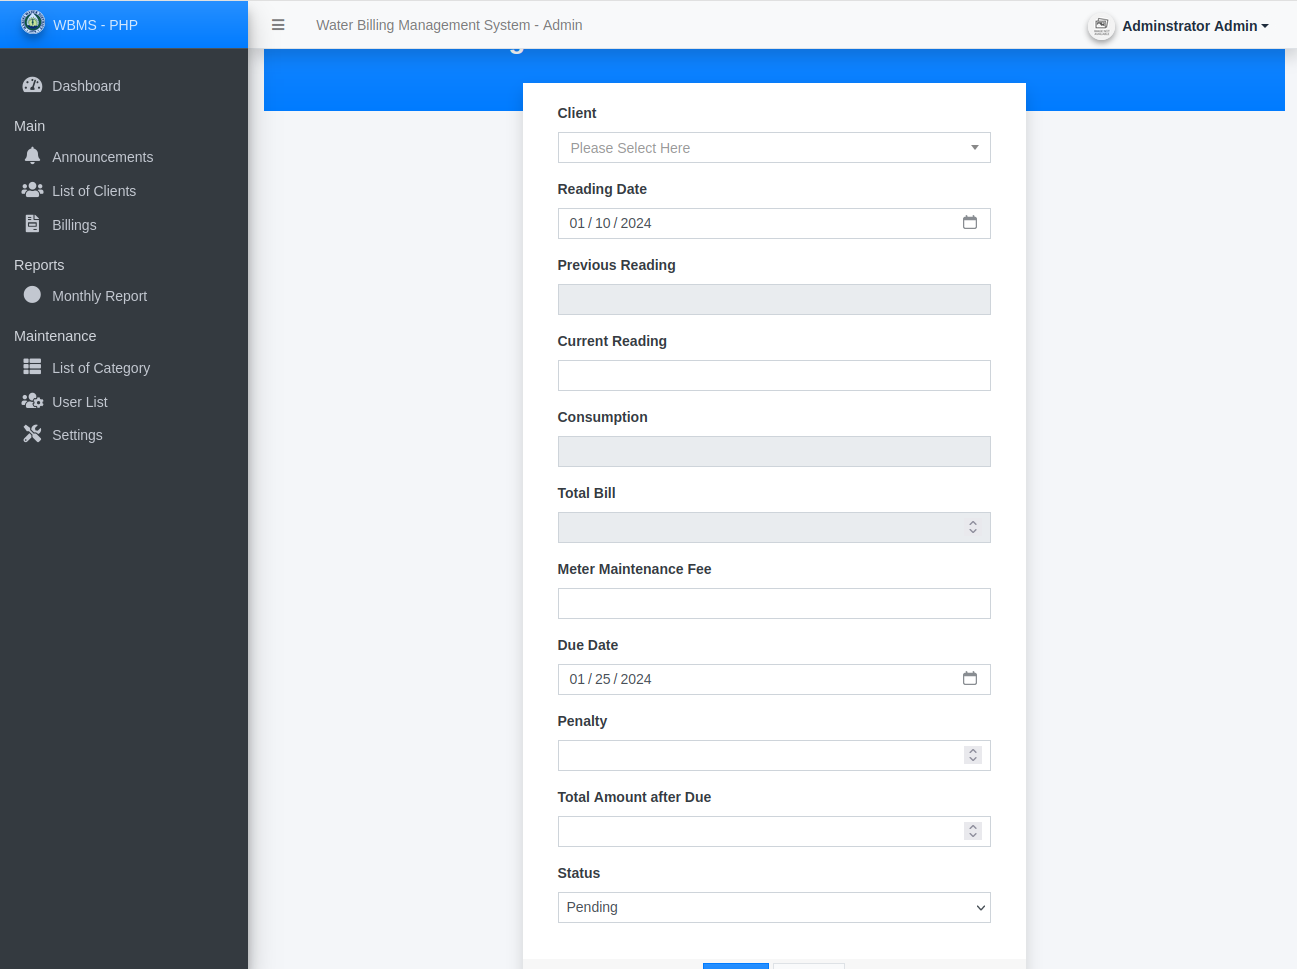 WBMS - PHP
Water Billing Management System - Admin
Adminstrator Admin
Dashboard
Main
Announcements
List of Clients
Billings
Reports
Monthly Report
Maintenance
List of Category
User List
Settings
Client
Please Select Here
Reading Date
01/10/2024
Previous Reading
Current Reading
Consumption
Total Bill
Meter Maintenance Fee
Due Date
01/25/2024
Penalty
Total Amount after Due
Status
Pending